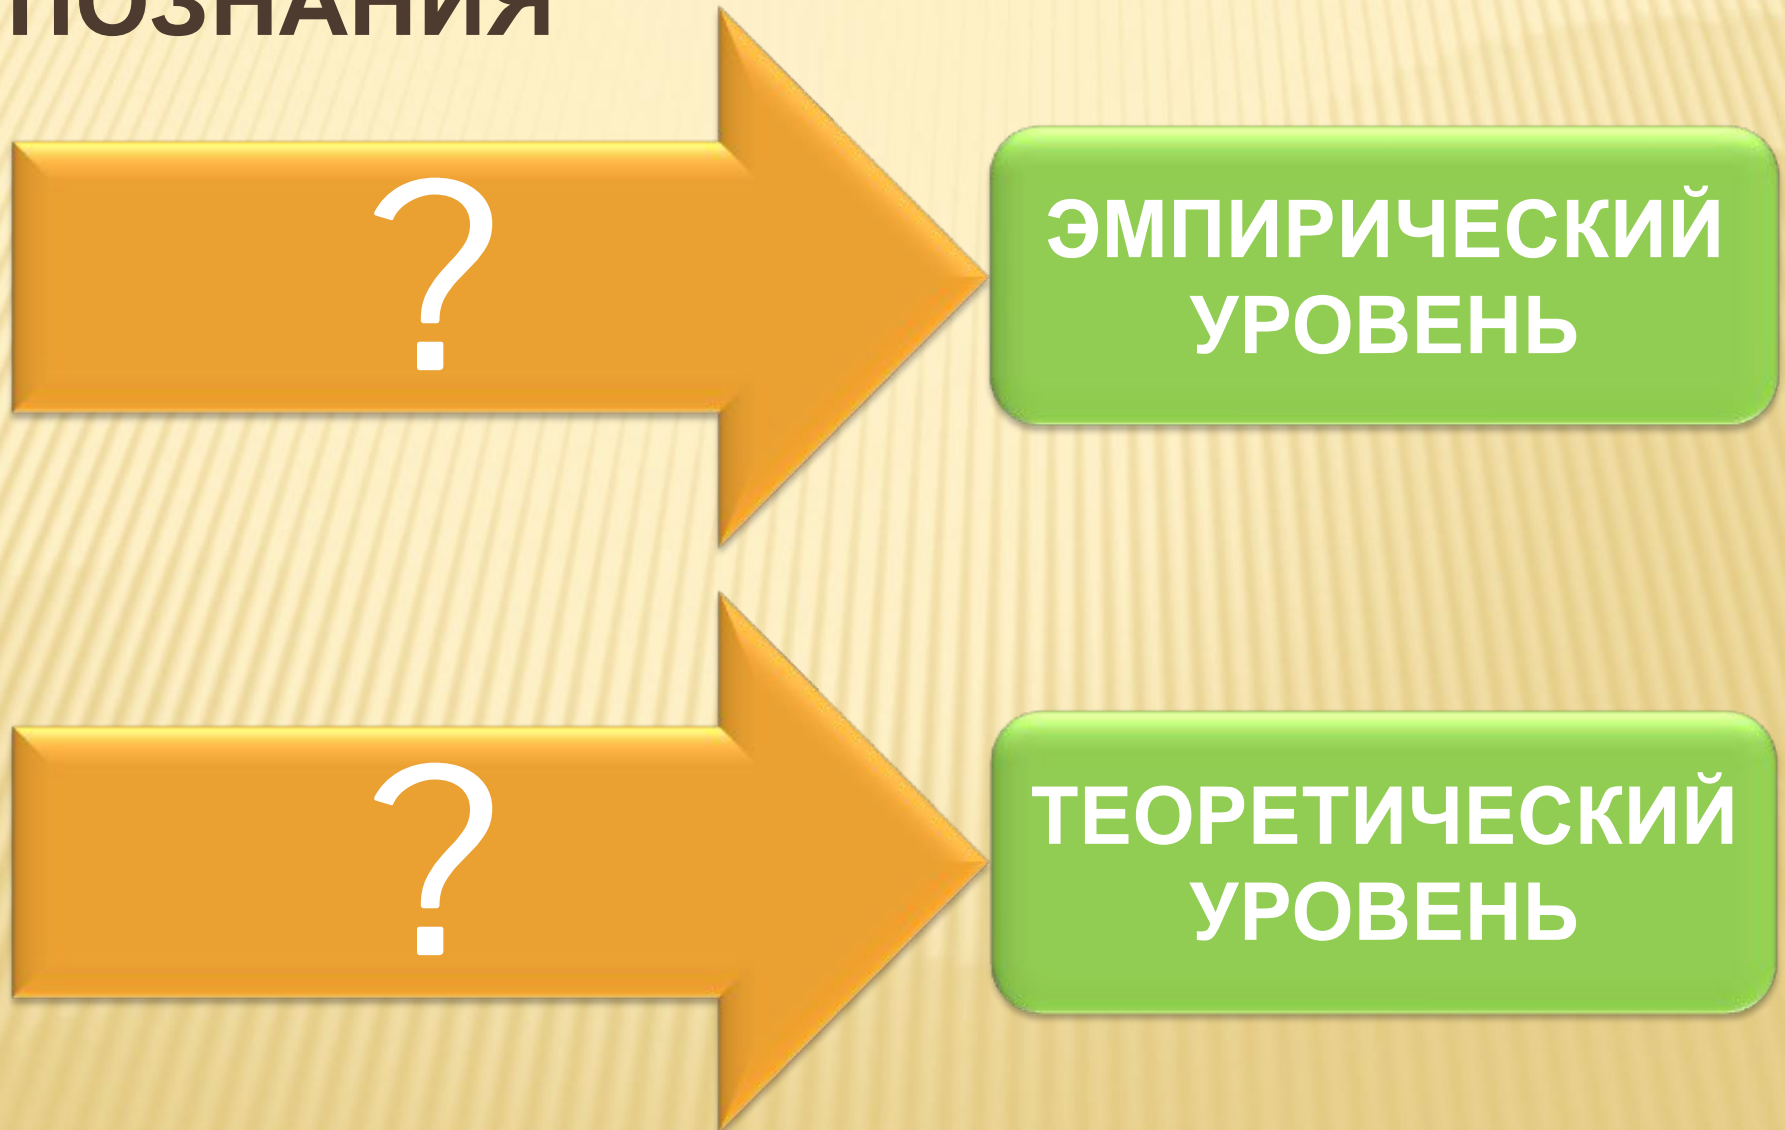 ПОЗНАНИЯ
?
ЭМПИРИЧЕСКИЙ
УРОВЕНЬ
?
ТЕОРЕТИЧЕСКИЙ
УРОВЕНЬ